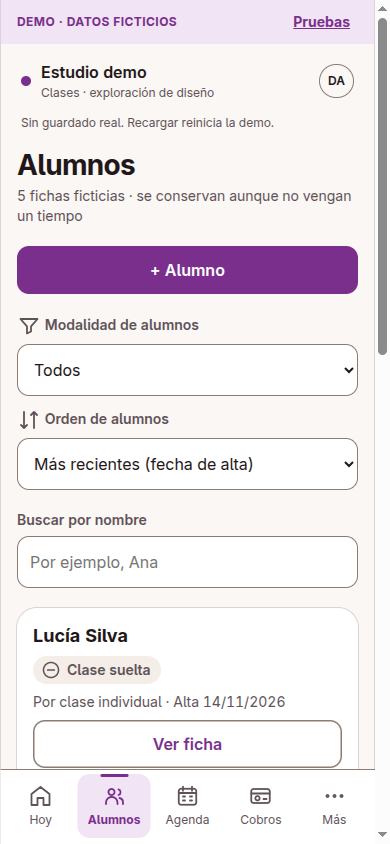 DEMO · DATOS FICTICIOS
Pruebas
Estudio demo
Clases · exploración de diseño
DA
Sin guardado real. Recargar reinicia la demo.
Alumnos
5 fichas ficticias · se conservan aunque no vengan
un tiempo
+ Alumno
Modalidad de alumnos
Todos
Orden de alumnos
Más recientes (fecha de alta)
Buscar por nombre
Por ejemplo, Ana
Lucía Silva
Clase suelta
Por clase individual · Alta 14/11/2026
Ver ficha
Hoy
Alumnos
Agenda
Cobros
Más